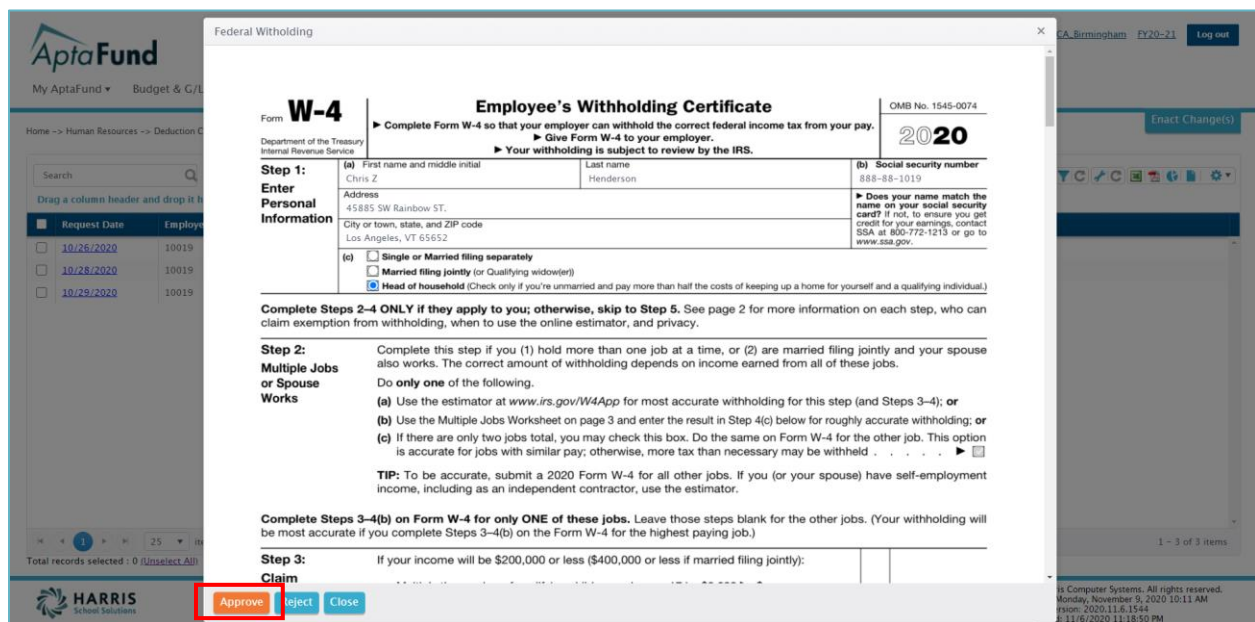 Federal Witholding
×
CA_Birmingham FY20-21 Log out
AptaFund
My AptaFund ▾ Budget & G/L
Home -> Human Resources -> Deduction C
Enact Change(s)
Search
Drag a column header and drop it h
Request Date Employe
10/26/2020 10019
10/28/2020 10019
10/29/2020 10019
Form W-4
Department of the Treasury
Internal Revenue Service
Employee's Withholding Certificate
► Complete Form W-4 so that your employer can withhold the correct federal income tax from your pay.
► Give Form W-4 to your employer.
► Your withholding is subject to review by the IRS.
OMB No. 1545-0074
2020
Step 1:
Enter
Personal
Information
(a) First name and middle initial
Chris Z
Last name
Henderson
(b) Social security number
888-88-1019
Address
45885 SW Rainbow ST.
City or town, state, and ZIP code
Los Angeles, VT 65652
► Does your name match the
name on your social security
card? If not, to ensure you get
credit for your earnings, contact
SSA at 800-772-1213 or go to
www.ssa.gov.
(c) Single or Married filing separately
Married filing jointly (or Qualifying widow(er))
Head of household (Check only if you're unmarried and pay more than half the costs of keeping up a home for yourself and a qualifying individual.)
Complete Steps 2–4 ONLY if they apply to you; otherwise, skip to Step 5. See page 2 for more information on each step, who can
claim exemption from withholding, when to use the online estimator, and privacy.
Step 2:
Multiple Jobs
or Spouse
Works
Complete this step if you (1) hold more than one job at a time, or (2) are married filing jointly and your spouse
also works. The correct amount of withholding depends on income earned from all of these jobs.
Do only one of the following.
(a) Use the estimator at www.irs.gov/W4App for most accurate withholding for this step (and Steps 3–4); or
(b) Use the Multiple Jobs Worksheet on page 3 and enter the result in Step 4(c) below for roughly accurate withholding; or
(c) If there are only two jobs total, you may check this box. Do the same on Form W-4 for the other job. This option
is accurate for jobs with similar pay; otherwise, more tax than necessary may be withheld . . . . . ►
TIP: To be accurate, submit a 2020 Form W-4 for all other jobs. If you (or your spouse) have self-employment
income, including as an independent contractor, use the estimator.
Complete Steps 3–4(b) on Form W-4 for only ONE of these jobs. Leave those steps blank for the other jobs. (Your withholding will
be most accurate if you complete Steps 3–4(b) on the Form W-4 for the highest paying job.)
Step 3:
Claim
If your income will be $200,000 or less ($400,000 or less if married filing jointly):
1 25 ite
1 - 3 of 3 items
Total records selected : 0 (Unselect All)
Approve Reject Close
HARRIS
School Solutions
is Computer Systems. All rights reserved.
Monday, November 9, 2020 10:11 AM
ersion: 2020.11.6.1544
d: 11/6/2020 11:18:50 PM